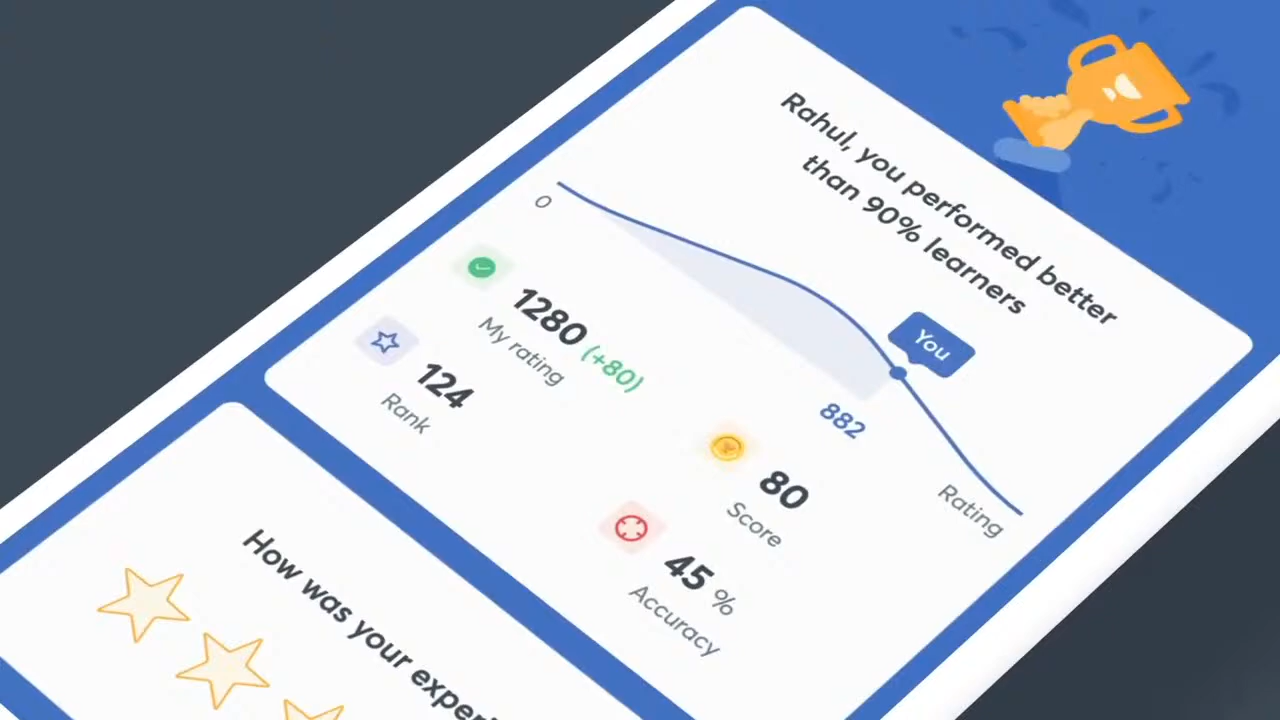 Rahul, you performed better
than 90% learners
You
0
882
Rating
1280 (+80)
My rating
80
Score
124
Rank
45 %
Accuracy
How was your